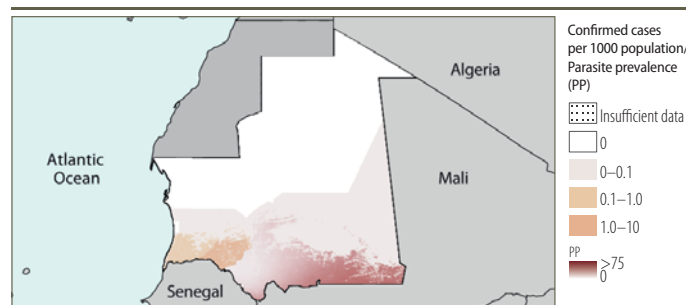 Confirmed cases
per 1000 population/
Parasite prevalence
(PP)
Insufficient data
0
0–0.1
0.1–1.0
1.0–10
PP
>75
0
Algeria
Atlantic
Ocean
Mali
Senegal